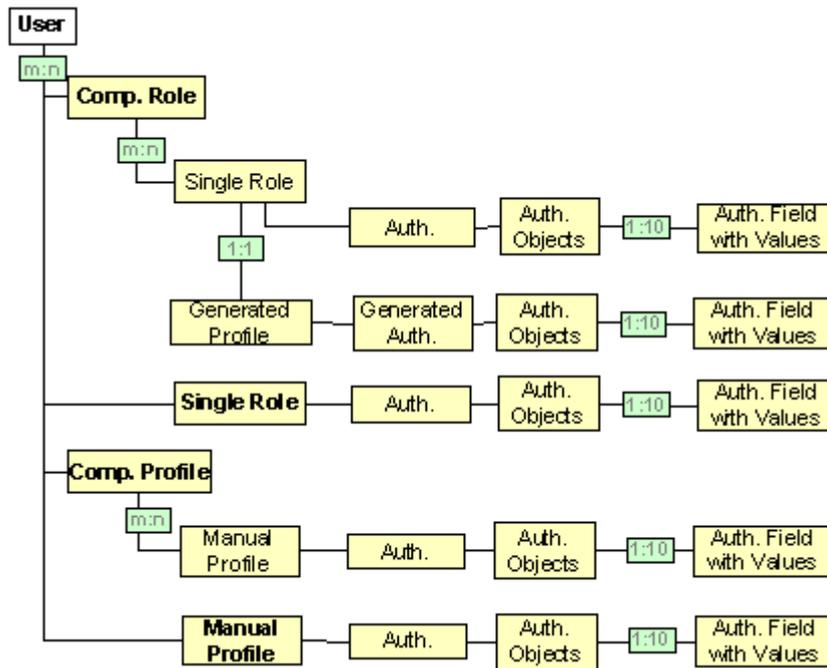 User
m:n
Comp. Role
m:n
Single Role
Auth.
Auth.
Objects
1:10
Auth. Field
with Values
1:1
Generated
Profile
Generated
Auth.
Auth.
Objects
1:10
Auth. Field
with Values
Single Role
Auth.
Auth.
Objects
1:10
Auth. Field
with Values
Comp. Profile
m:n
Manual
Profile
Auth.
Auth.
Objects
1:10
Auth. Field
with Values
Manual
Profile
Auth.
Auth.
Objects
1:10
Auth. Field
with Values